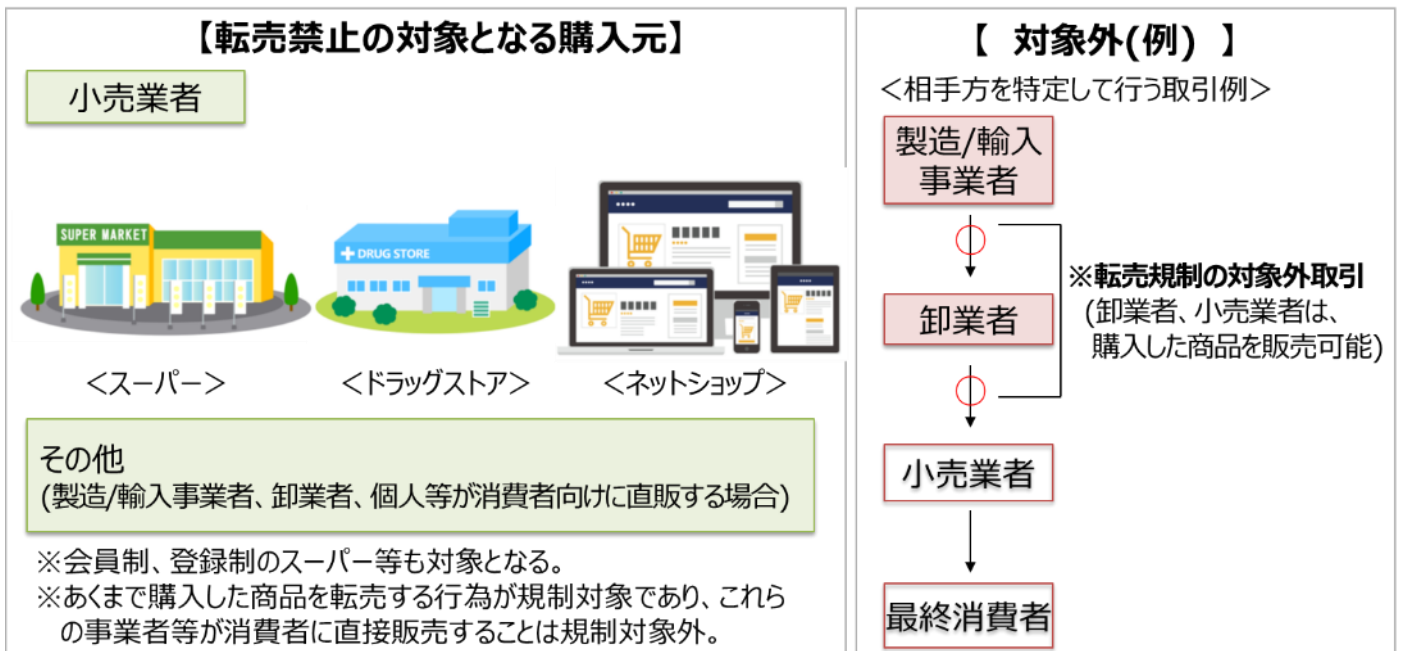 【転売禁止の対象となる購入元】
小売業者
SUPER MARKET
DRUG STORE
＜スーパー＞
＜ドラッグストア＞
＜ネットショップ＞
その他
(製造/輸入事業者、卸業者、個人等が消費者向けに直販する場合)
※会員制、登録制のスーパー等も対象となる。
※あくまで購入した商品を転売する行為が規制対象であり、これら
の事業者等が消費者に直接販売することは規制対象外。
【 対象外(例) 】
＜相手方を特定して行う取引例＞
製造/輸入
事業者
※転売規制の対象外取引
(卸業者、小売業者は、
購入した商品を販売可能)
卸業者
小売業者
最終消費者